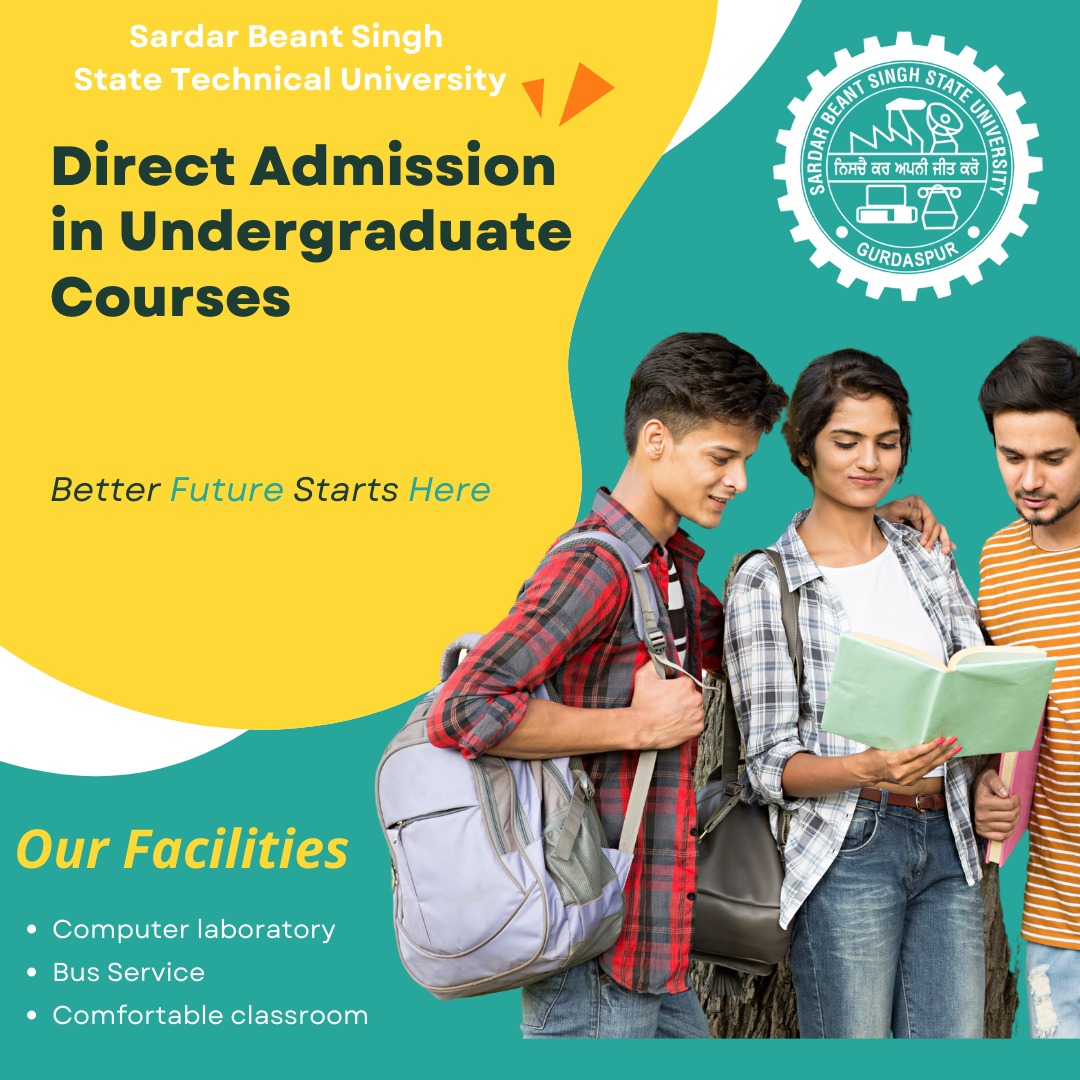 Sardar Beant Singh
State Technical University
Direct Admission
in Undergraduate
Courses
Better Future Starts Here
SARDAR BEANT SINGH STATE UNIVERSITY
ਨਿਸਚੈ ਕਰ ਅਪਨੀ ਜੀਤ ਕਰੋ
GURDASPUR
Our Facilities
• Computer laboratory
• Bus Service
• Comfortable classroom